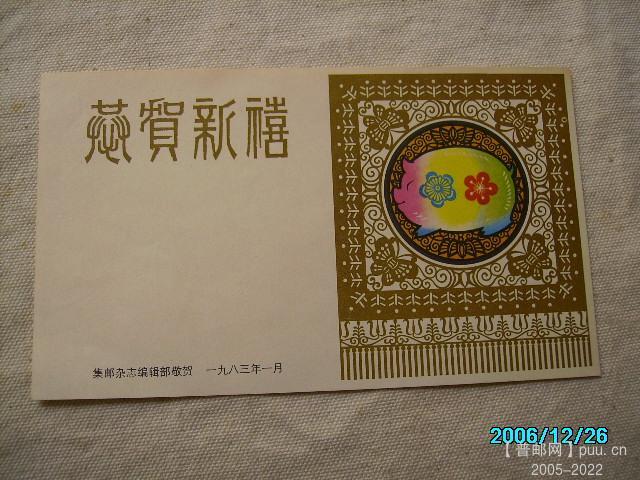 恭贺新禧
集邮杂志编辑部敬贺 一九八三年一月
2006/12/26
【普邮网】puu.cn
2005-2022